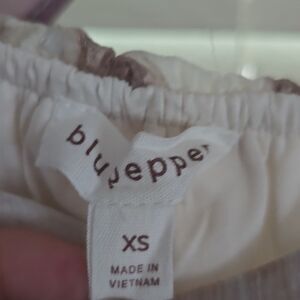 blu pepper
XS
MADE IN
VIETNAM